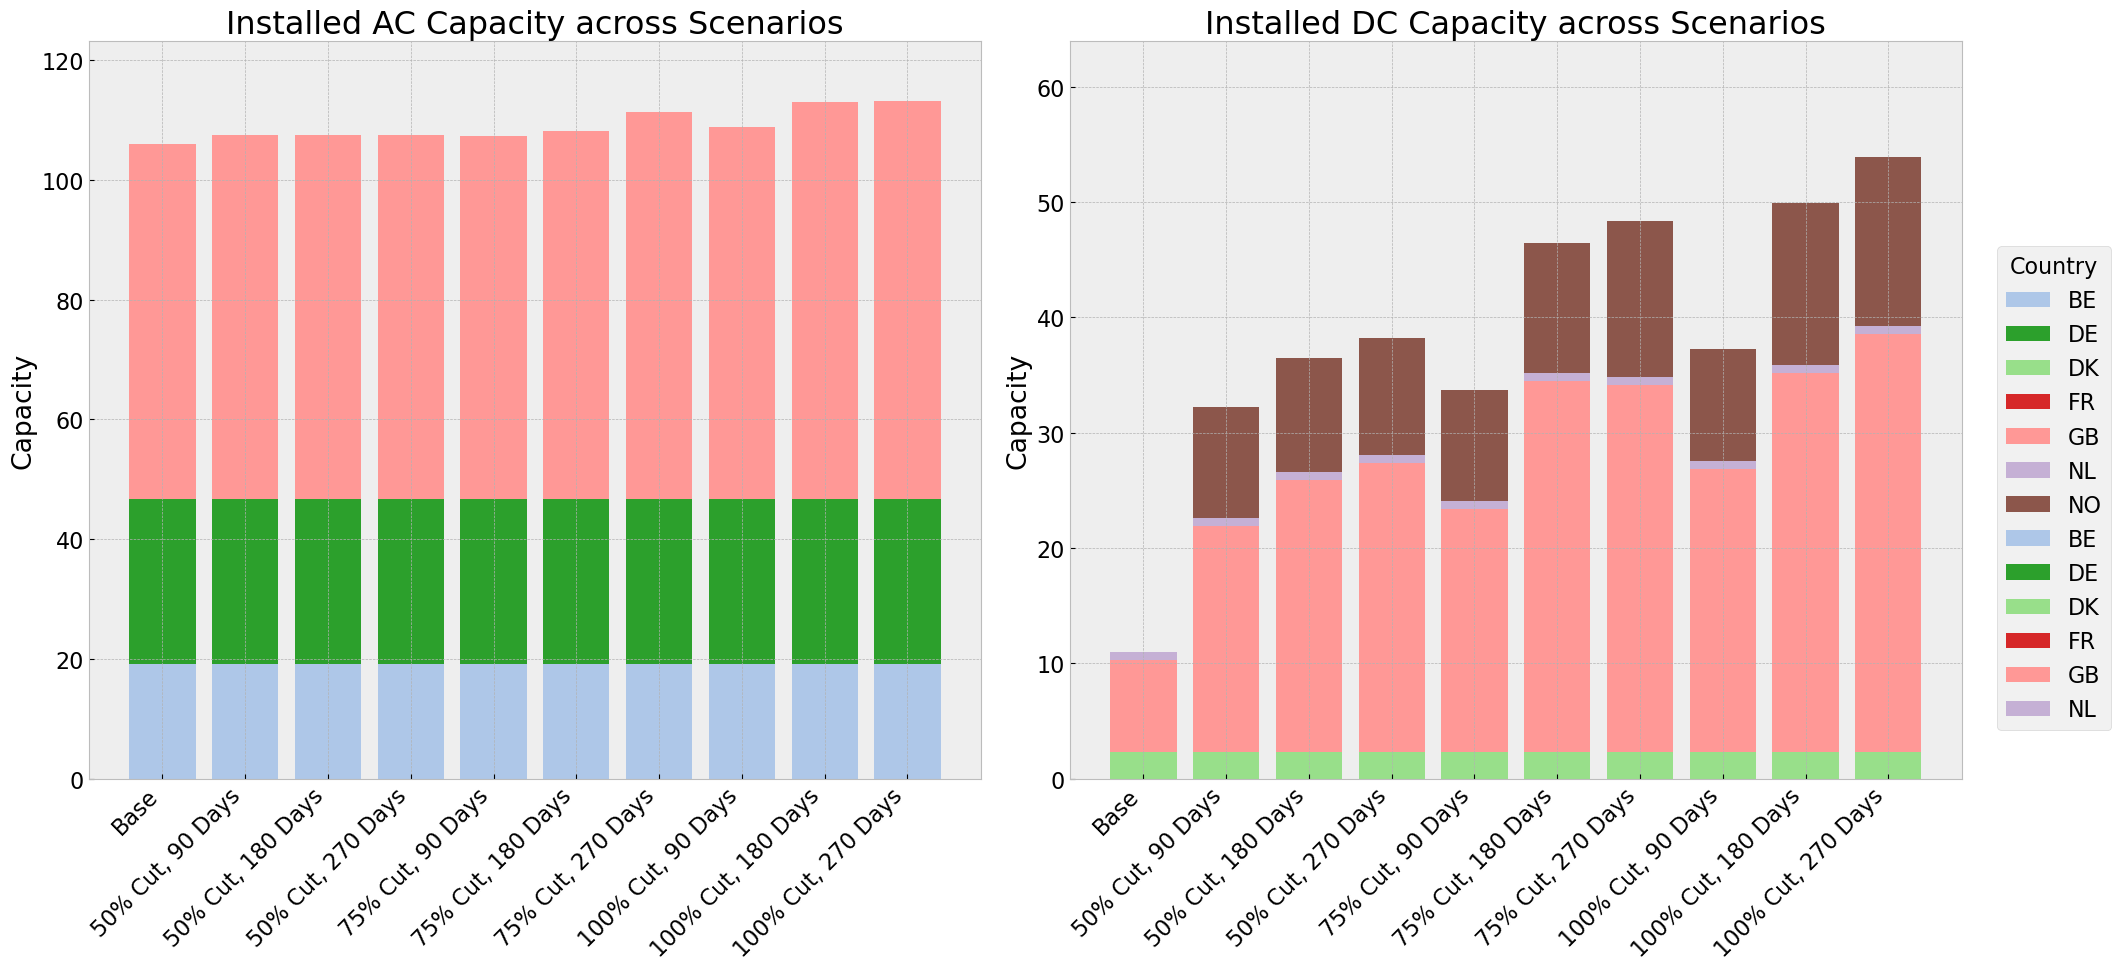 Installed AC Capacity across Scenarios
Capacity
120
100
80
60
40
20
0
Base
50% Cut, 90 Days
50% Cut, 180 Days
50% Cut, 270 Days
75% Cut, 90 Days
75% Cut, 180 Days
75% Cut, 270 Days
100% Cut, 90 Days
100% Cut, 180 Days
100% Cut, 270 Days
Installed DC Capacity across Scenarios
Capacity
60
50
40
30
20
10
0
Base
50% Cut, 90 Days
50% Cut, 180 Days
50% Cut, 270 Days
75% Cut, 90 Days
75% Cut, 180 Days
75% Cut, 270 Days
100% Cut, 90 Days
100% Cut, 180 Days
100% Cut, 270 Days
Country
BE
DE
DK
FR
GB
NL
NO
BE
DE
DK
FR
GB
NL